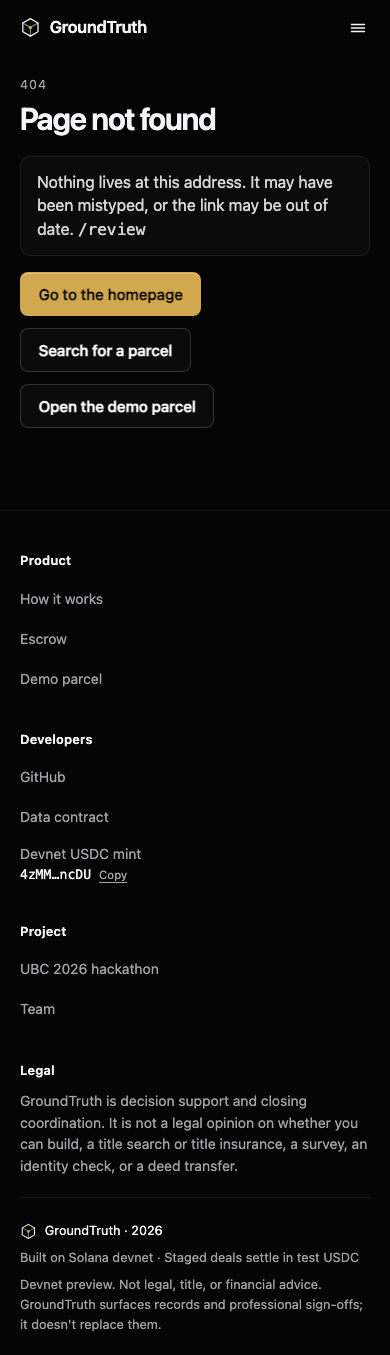 GroundTruth
404
Page not found
Nothing lives at this address. It may have
been mistyped, or the link may be out of
date. /review
Go to the homepage
Search for a parcel
Open the demo parcel
Product
How it works
Escrow
Demo parcel
Developers
GitHub
Data contract
Devnet USDC mint
4zMM…ncDU Copy
Project
UBC 2026 hackathon
Team
Legal
GroundTruth is decision support and closing
coordination. It is not a legal opinion on whether you
can build, a title search or title insurance, a survey, an
identity check, or a deed transfer.
GroundTruth · 2026
Built on Solana devnet · Staged deals settle in test USDC
Devnet preview. Not legal, title, or financial advice.
GroundTruth surfaces records and professional sign-offs;
it doesn't replace them.